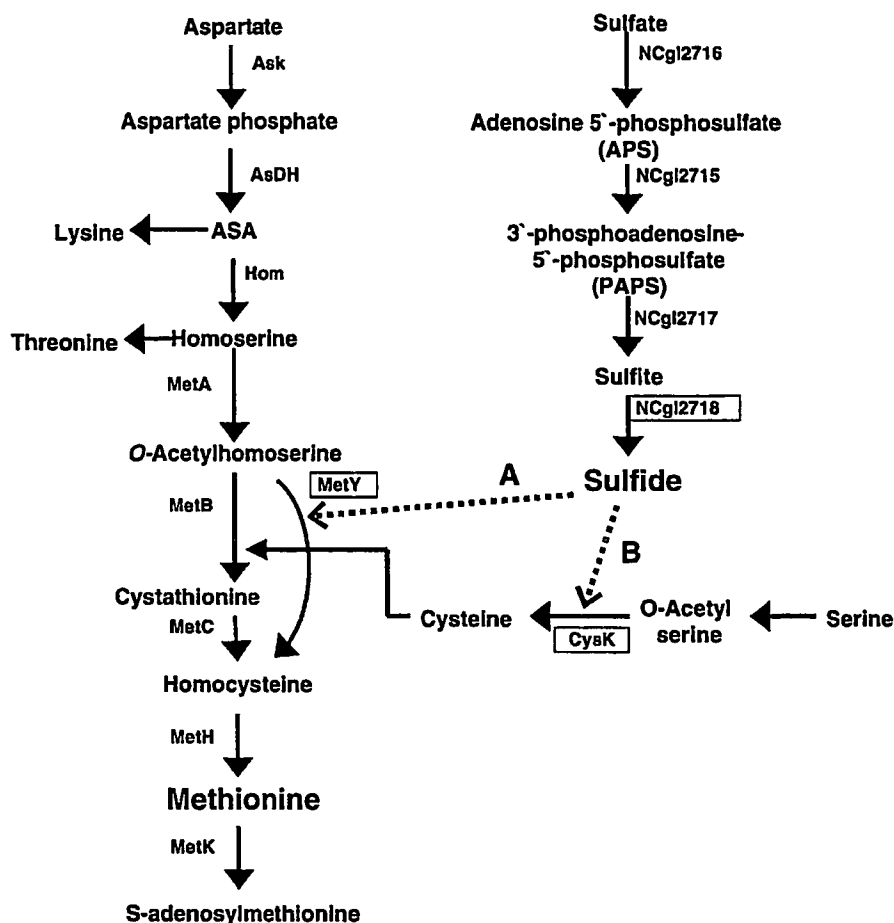 Aspartate
Ask
Aspartate phosphate
AsDH
Lysine
ASA
Hom
Threonine
Homoserine
MetA
O-Acetylhomoserine
MetB
MetY
Cystathionine
MetC
Homocysteine
MetH
Methionine
MetK
S-adenosylmethionine
Sulfate
NCgl2716
Adenosine 5`-phosphosulfate
(APS)
NCgl2715
3`-phosphoadenosine-
5`-phosphosulfate
(PAPS)
NCgl2717
Sulfite
NCgl2718
Sulfide
A
B
Cysteine
CysK
O-Acetyl
serine
Serine